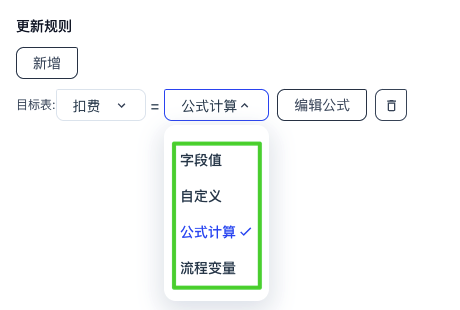 更新规则
新增
目标表: 扣费 = 公式计算 编辑公式
字段值
自定义
公式计算
流程变量